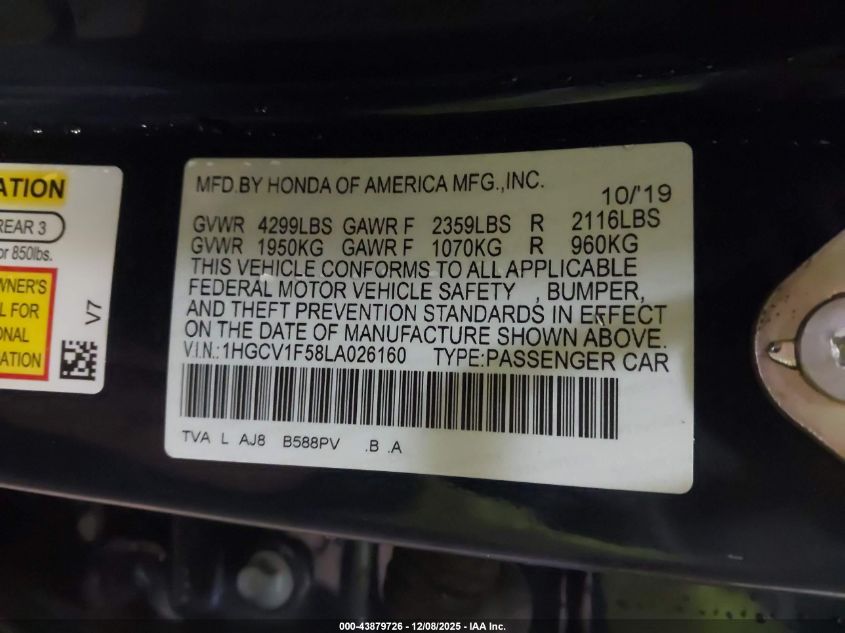 ATION
REAR 3
or 850lbs.
WNER'S
L FOR
ONAL
MATION
V7
MFD.BY HONDA OF AMERICA MFG.,INC.
10/'19
GVWR 4299LBS GAWR F 2359LBS R 2116LBS
GVWR 1950KG GAWR F 1070KG R 960KG
THIS VEHICLE CONFORMS TO ALL APPLICABLE
FEDERAL MOTOR VEHICLE SAFETY , BUMPER,
AND THEFT PREVENTION STANDARDS IN EFFECT
ON THE DATE OF MANUFACTURE SHOWN ABOVE.
V.I.N.:1HGCV1F58LA026160 TYPE:PASSENGER CAR
TVA L AJ8 B588PV .B .A
000-43879726 - 12/08/2025 - IAA Inc.